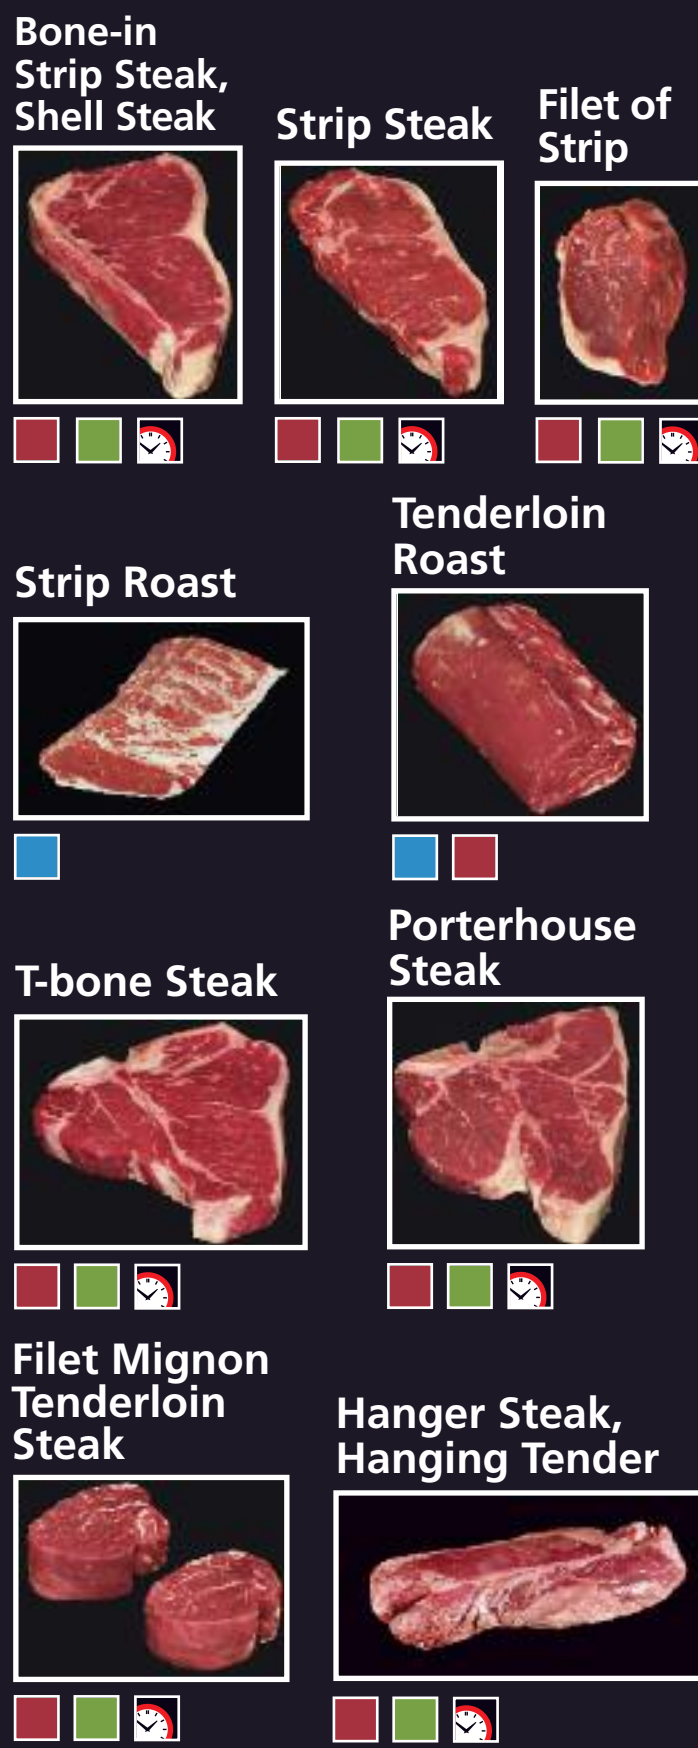 Bone-in
Strip Steak,
Shell Steak
Strip Steak
Filet of
Strip
Strip Roast
Tenderloin
Roast
T-bone Steak
Porterhouse
Steak
Filet Mignon
Tenderloin
Steak
Hanger Steak,
Hanging Tender